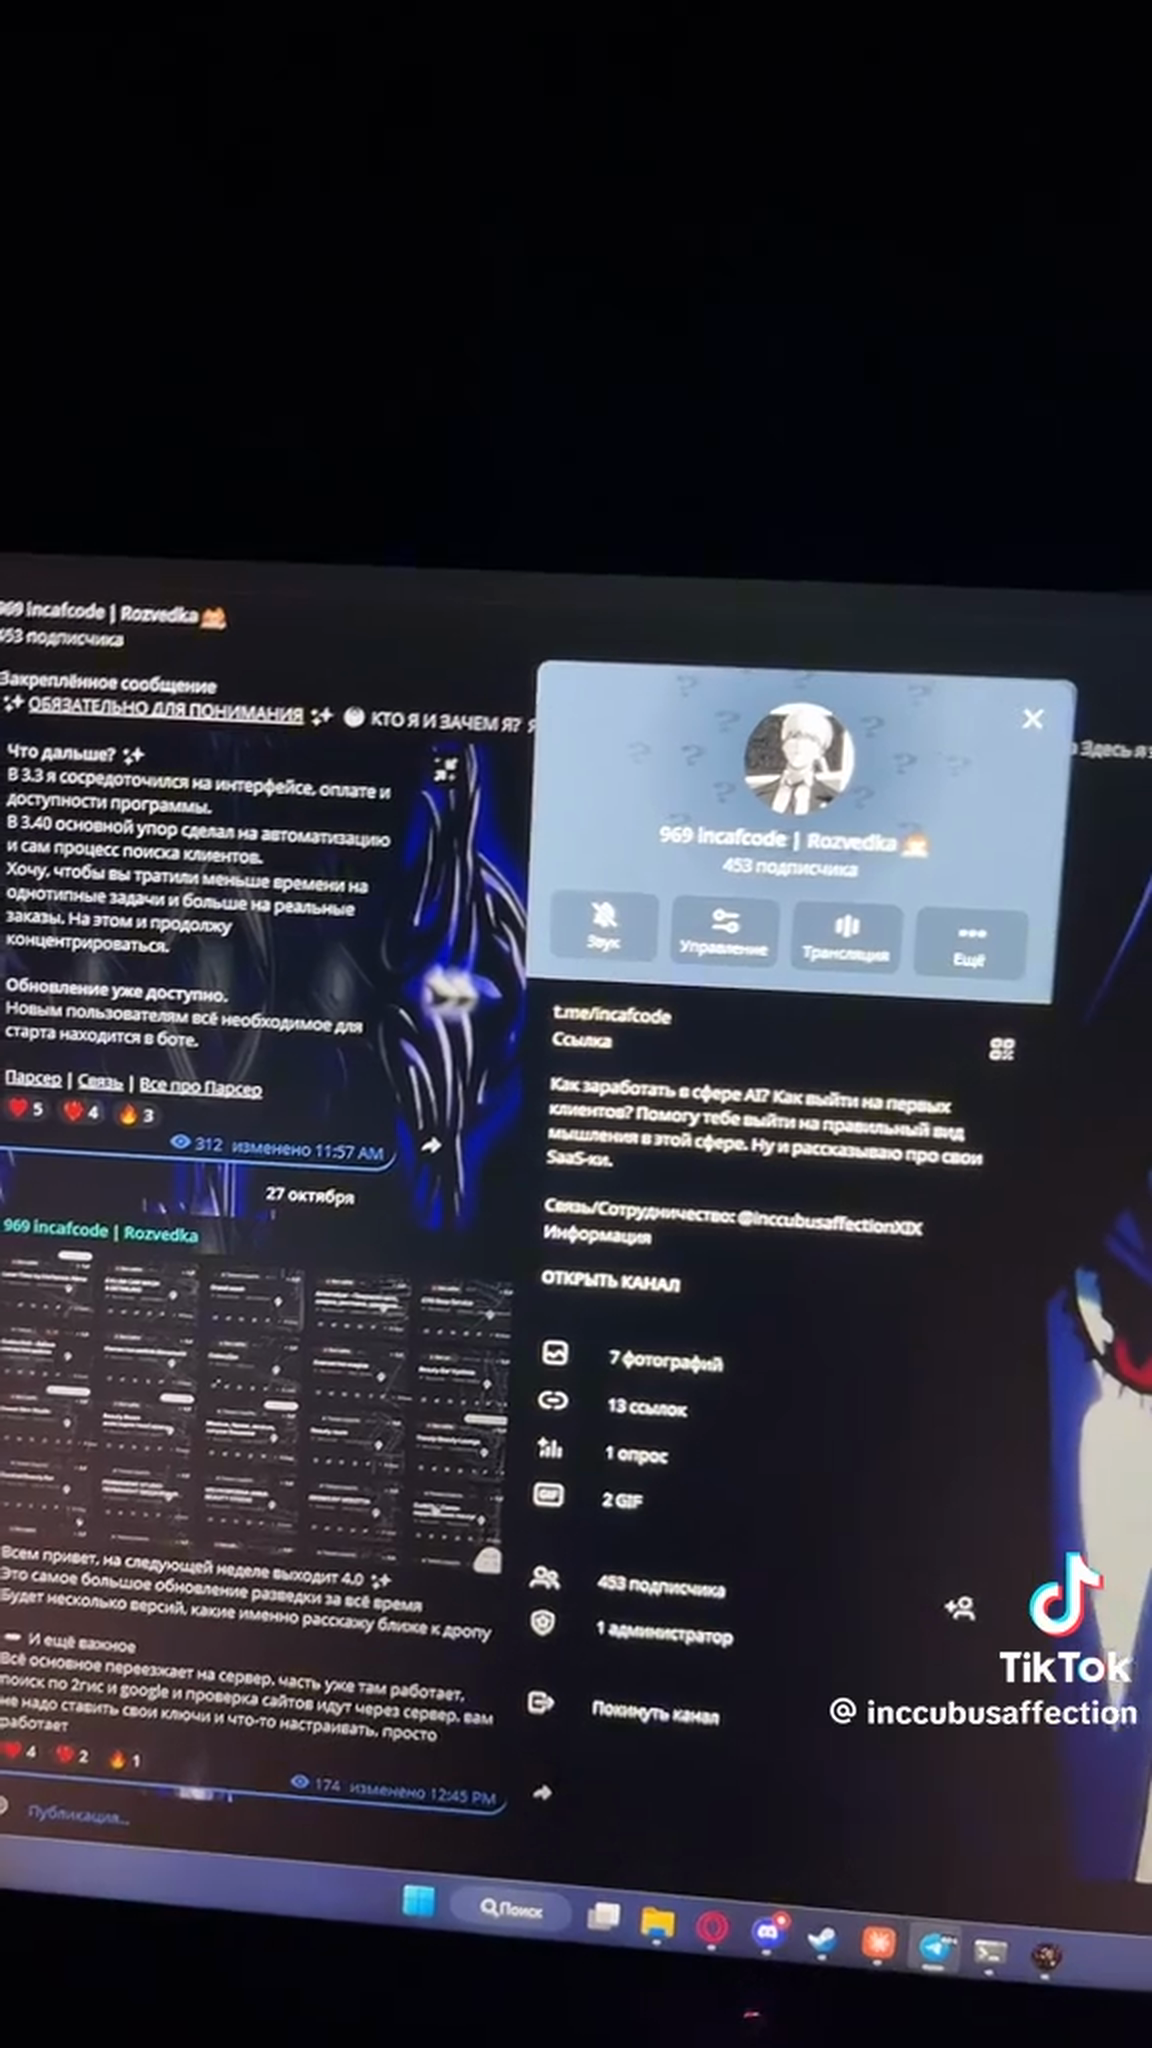 969 incafcode | Rozvedka
453 подписчика
Закреплённое сообщение
ОБЯЗАТЕЛЬНО ДЛЯ ПОНИМАНИЯ КТО Я И ЗАЧЕМ Я? Я
Здесь я
Что дальше?
В 3.3 я сосредоточился на интерфейсе, оплате и
доступности программы.
В 3.40 основной упор сделал на автоматизацию
и сам процесс поиска клиентов.
Хочу, чтобы вы тратили меньше времени на
однотипные задачи и больше на реальные
заказы. На этом и продолжу
концентрироваться.
Обновление уже доступно.
Новым пользователям всё необходимое для
старта находится в боте.
Парсер | Связь | Все про Парсер
5 4 3
312 изменено 11:57 AM
27 октября
969 incafcode | Rozvedka
Всем привет, на следующей неделе выходит 4.0
Это самое большое обновление разведки за всё время
Будет несколько версий, какие именно расскажу ближе к дропу
И ещё важное
Всё основное переезжает на сервер, часть уже там работает,
поиск по 2гис и google и проверка сайтов идут через сервер, вам
не надо ставить свои ключи и что-то настраивать, просто
работает
4 2 1
174 изменено 12:45 PM
Публикация...
969 incafcode | Rozvedka
453 подписчика
Звук
Управление
Трансляция
Ещё
t.me/incafcode
Ссылка
Как заработать в сфере AI? Как выйти на первых
клиентов? Помогу тебе выйти на правильный вид
мышления в этой сфере. Ну и рассказываю про свои
SaaS-ки.
Связь/Сотрудничество: @inccubusaffectionXIX
Информация
ОТКРЫТЬ КАНАЛ
7 фотографий
13 ссылок
1 опрос
GIF
2 GIF
453 подписчика
1 администратор
Покинуть канал
TikTok
@ inccubusaffection
Поиск